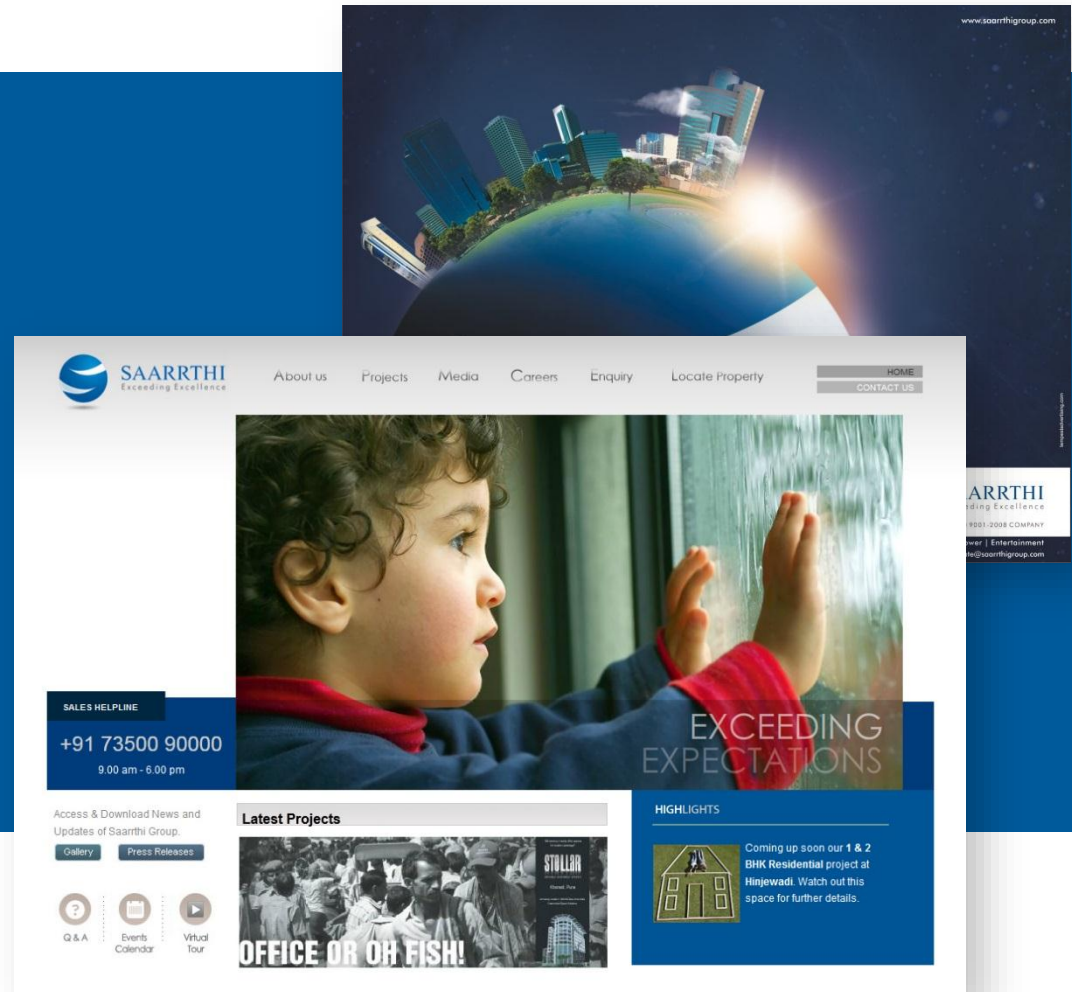 www.saarrthigroup.com
SAARRTHI
Exceeding Excellence
About us
Projects
Media
Careers
Enquiry
Locate Property
HOME
CONTACT US
EXCEEDING
EXPECTATIONS
SALES HELPLINE
+91 73500 90000
9.00 am - 6.00 pm
Access & Download News and
Updates of Saarrthi Group.
Gallery
Press Releases
Q & A
Events
Calendar
Virtual
Tour
Latest Projects
STELLAR
Kharadi, Pune
OFFICE OR OH FISH!
HIGHLIGHTS
Coming up soon our 1 & 2
BHK Residential project at
Hinjewadi. Watch out this
space for further details.
ARRTHI
ding Excellence
9001-2008 COMPANY
wer | Entertainment
te@saarrthigroup.com